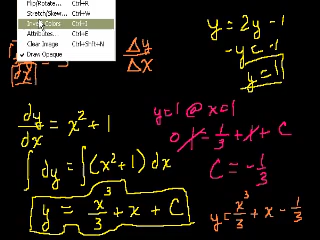 Flip/Rotate... Ctrl+R
Stretch/Skew... Ctrl+W
Invert Colors Ctrl+I
Attributes... Ctrl+E
Clear Image Ctrl+Shft+N
Draw Opaque
Δy
Δx
y = 2y - 1
-y = -1
y = 1
dy/dx = x² + 1
∫ dy = ∫(x² + 1) dx
y = x³/3 + x + C
y=1 @ x=1
0 1 = 1/3 + 1 + C
C = -1/3
y = x³/3 + x - 1/3